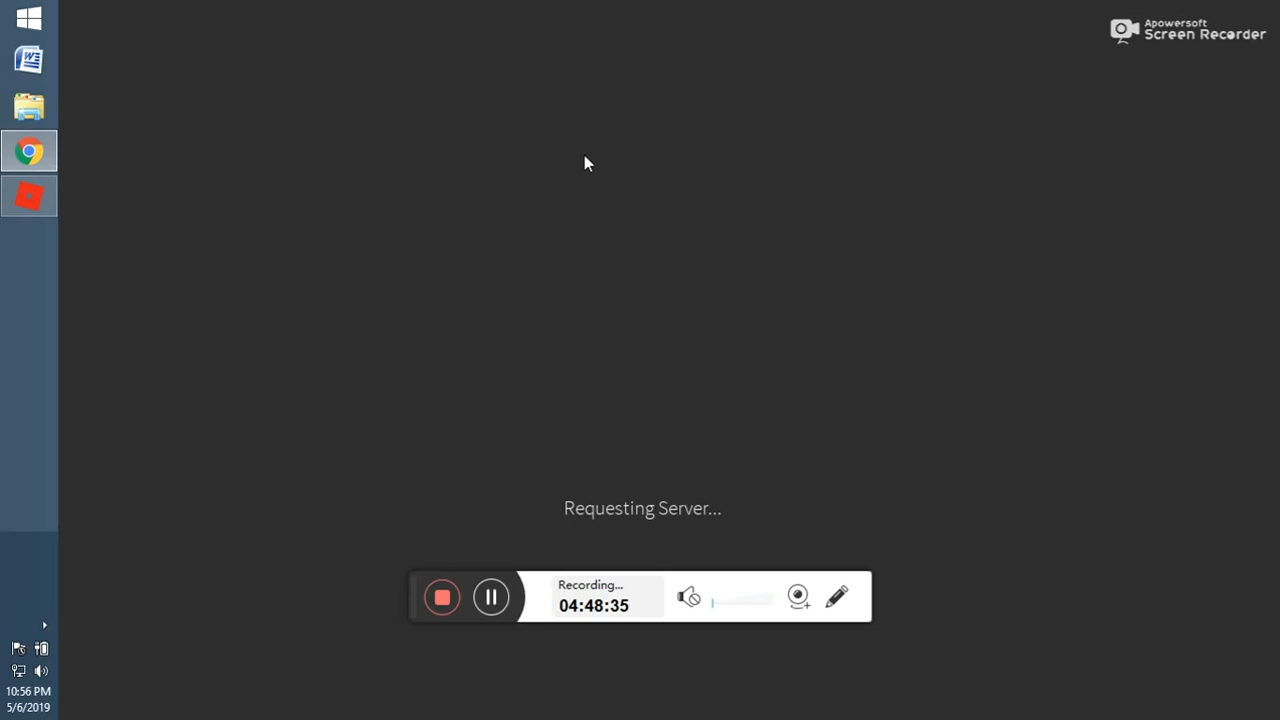 Apowersoft
Screen Recorder
Requesting Server...
Recording...
04:48:35
10:56 PM
5/6/2019